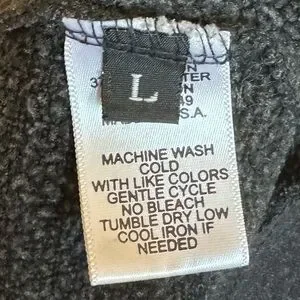 L
S.A.
MACHINE WASH
COLD
WITH LIKE COLORS
GENTLE CYCLE
NO BLEACH
TUMBLE DRY LOW
COOL IRON IF
NEEDED